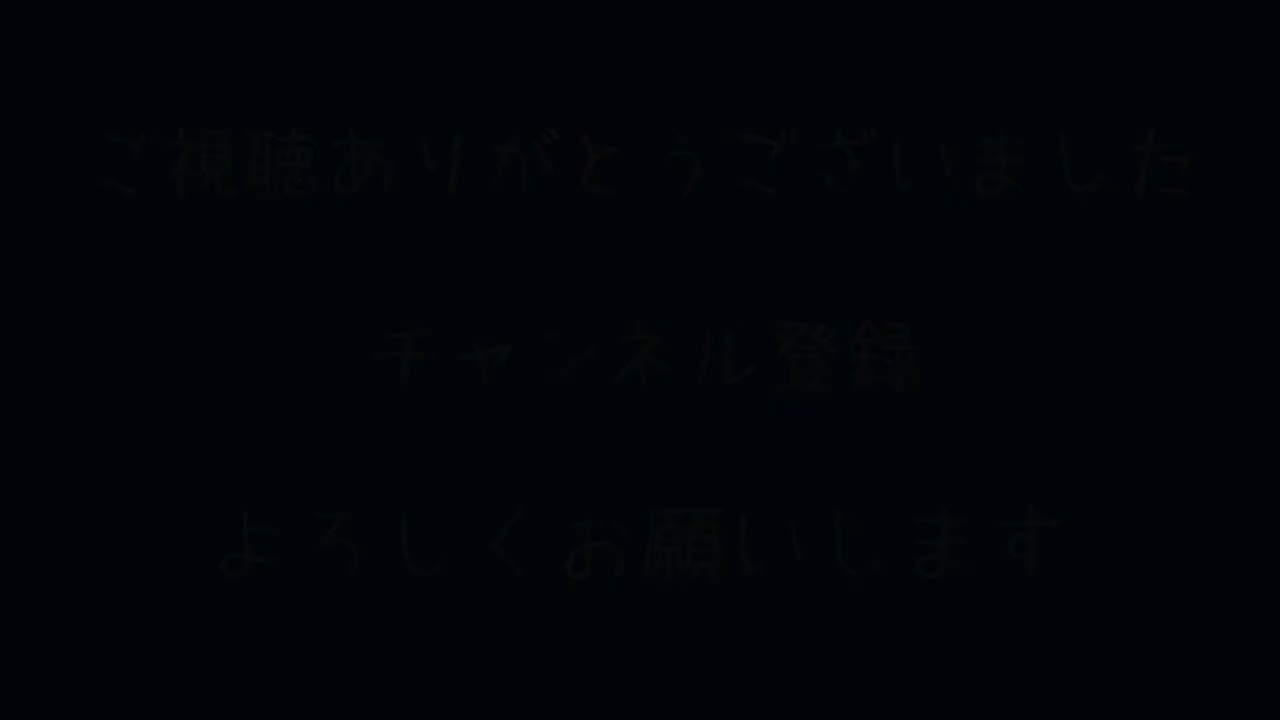 ご視聴ありがとうございました
チャンネル登録
よろしくお願いします